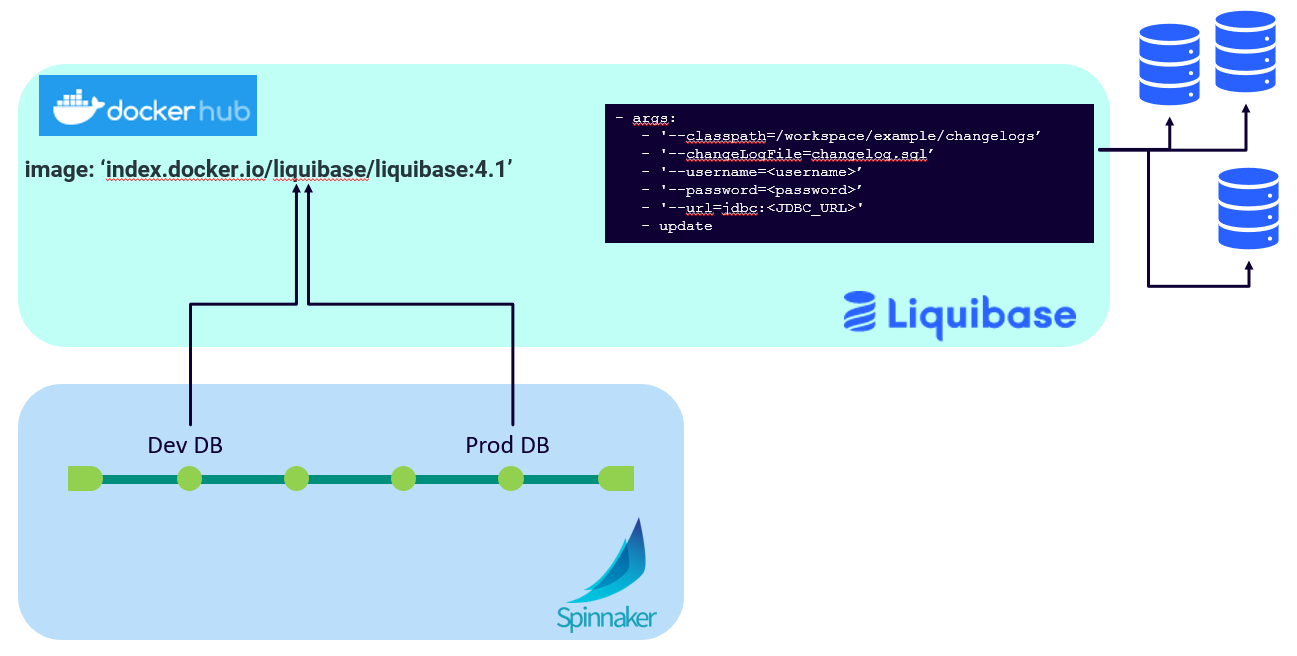 dockerhub
image: ‘index.docker.io/liquibase/liquibase:4.1’
- args:
- '--classpath=/workspace/example/changelogs’
- '--changeLogFile=changelog.sql’
- '--username=<username>’
- '--password=<password>’
- '--url=jdbc:<JDBC_URL>'
- update
Liquibase
Dev DB
Prod DB
Spinnaker